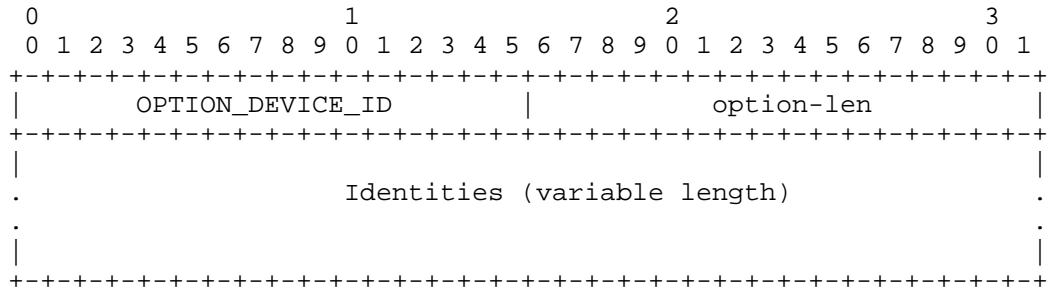 0                   1                   2                   3
 0 1 2 3 4 5 6 7 8 9 0 1 2 3 4 5 6 7 8 9 0 1 2 3 4 5 6 7 8 9 0 1
+-+-+-+-+-+-+-+-+-+-+-+-+-+-+-+-+-+-+-+-+-+-+-+-+-+-+-+-+-+-+-+-+
|       OPTION_DEVICE_ID        |           option-len          |
+-+-+-+-+-+-+-+-+-+-+-+-+-+-+-+-+-+-+-+-+-+-+-+-+-+-+-+-+-+-+-+-+
|                                                               |
.                    Identities (variable length)               .
.                                                               .
|                                                               |
+-+-+-+-+-+-+-+-+-+-+-+-+-+-+-+-+-+-+-+-+-+-+-+-+-+-+-+-+-+-+-+-+